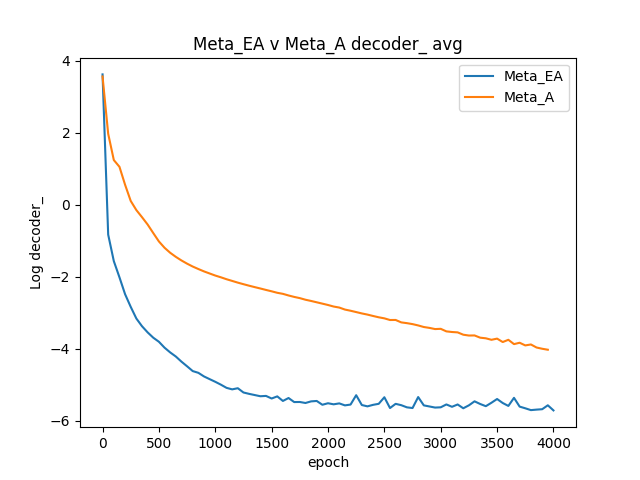 Meta_EA v Meta_A decoder_ avg
Meta_EA
Meta_A
Log decoder_
4
2
0
−2
−4
−6
0 500 1000 1500 2000 2500 3000 3500 4000
epoch